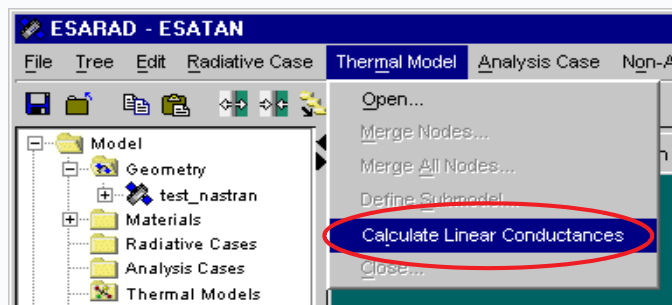 ESARAD - ESATAN
File Tree Edit Radiative Case Thermal Model Analysis Case Non-A
Open...
Merge Nodes...
Merge All Nodes...
Define Submodel...
Calculate Linear Conductances
Close...
Model
Geometry
test_nastran
Materials
Radiative Cases
Analysis Cases
Thermal Models